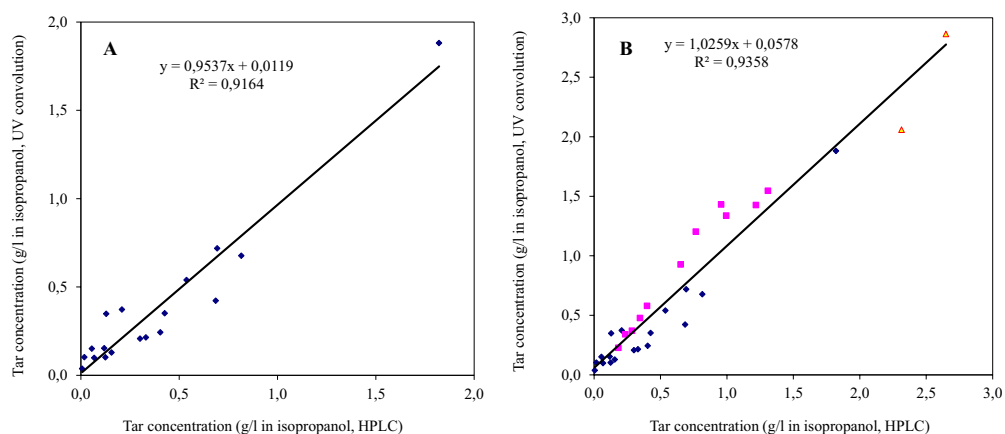 A
y = 0,9537x + 0,0119
R² = 0,9164
2,0
1,5
1,0
0,5
0,0
0,0 0,5 1,0 1,5 2,0
Tar concentration (g/l in isopropanol, UV convolution)
Tar concentration (g/l in isopropanol, HPLC)
B
y = 1,0259x + 0,0578
R² = 0,9358
3,0
2,5
2,0
1,5
1,0
0,5
0,0
0,0 0,5 1,0 1,5 2,0 2,5 3,0
Tar concentration (g/l in isopropanol, UV convolution)
Tar concentration (g/l in isopropanol, HPLC)